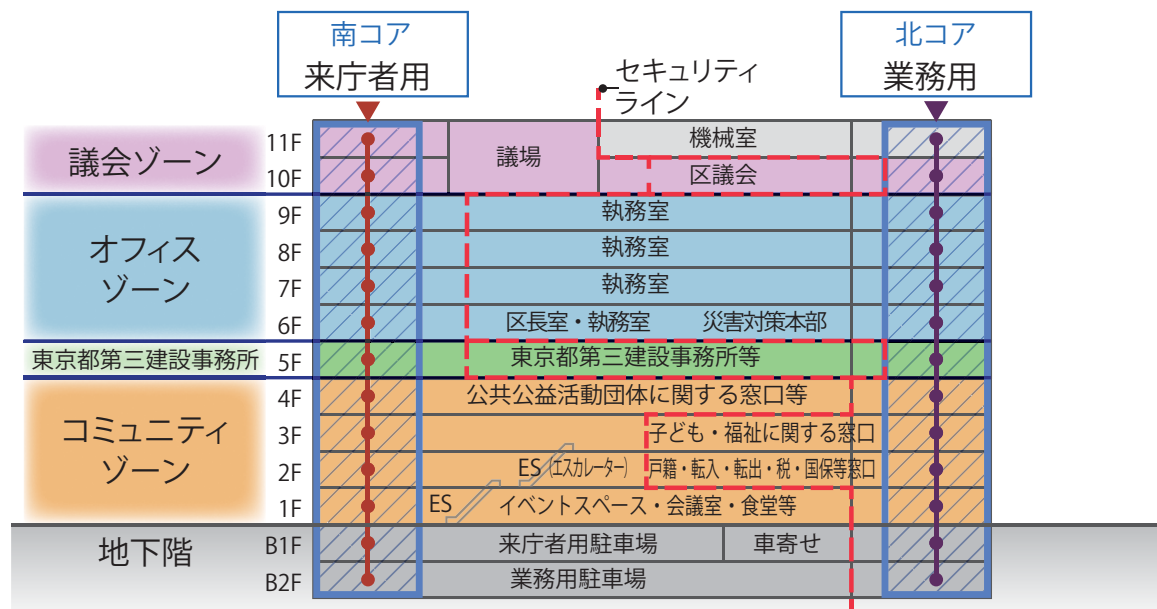 南コア
来庁者用
北コア
業務用
セキュリティ
ライン
議会ゾーン
11F
機械室
議場
10F
区議会
オフィス
ゾーン
9F
執務室
8F
執務室
7F
執務室
6F
区長室・執務室
災害対策本部
東京都第三建設事務所
5F
東京都第三建設事務所等
コミュニティ
ゾーン
4F
公共公益活動団体に関する窓口等
3F
子ども・福祉に関する窓口
2F
ES (エスカレーター)
戸籍・転入・転出・税・国保等窓口
1F
ES
イベントスペース・会議室・食堂等
地下階
B1F
来庁者用駐車場
車寄せ
B2F
業務用駐車場